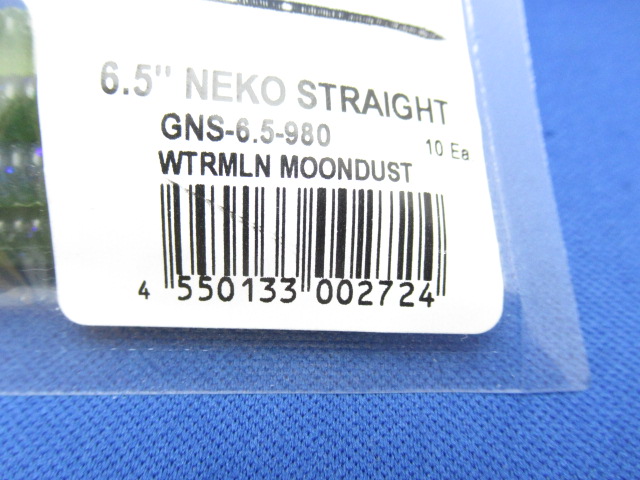 6.5" NEKO STRAIGHT
GNS-6.5-980
10 Ea
WTRMLN MOONDUST
4 550133 002724